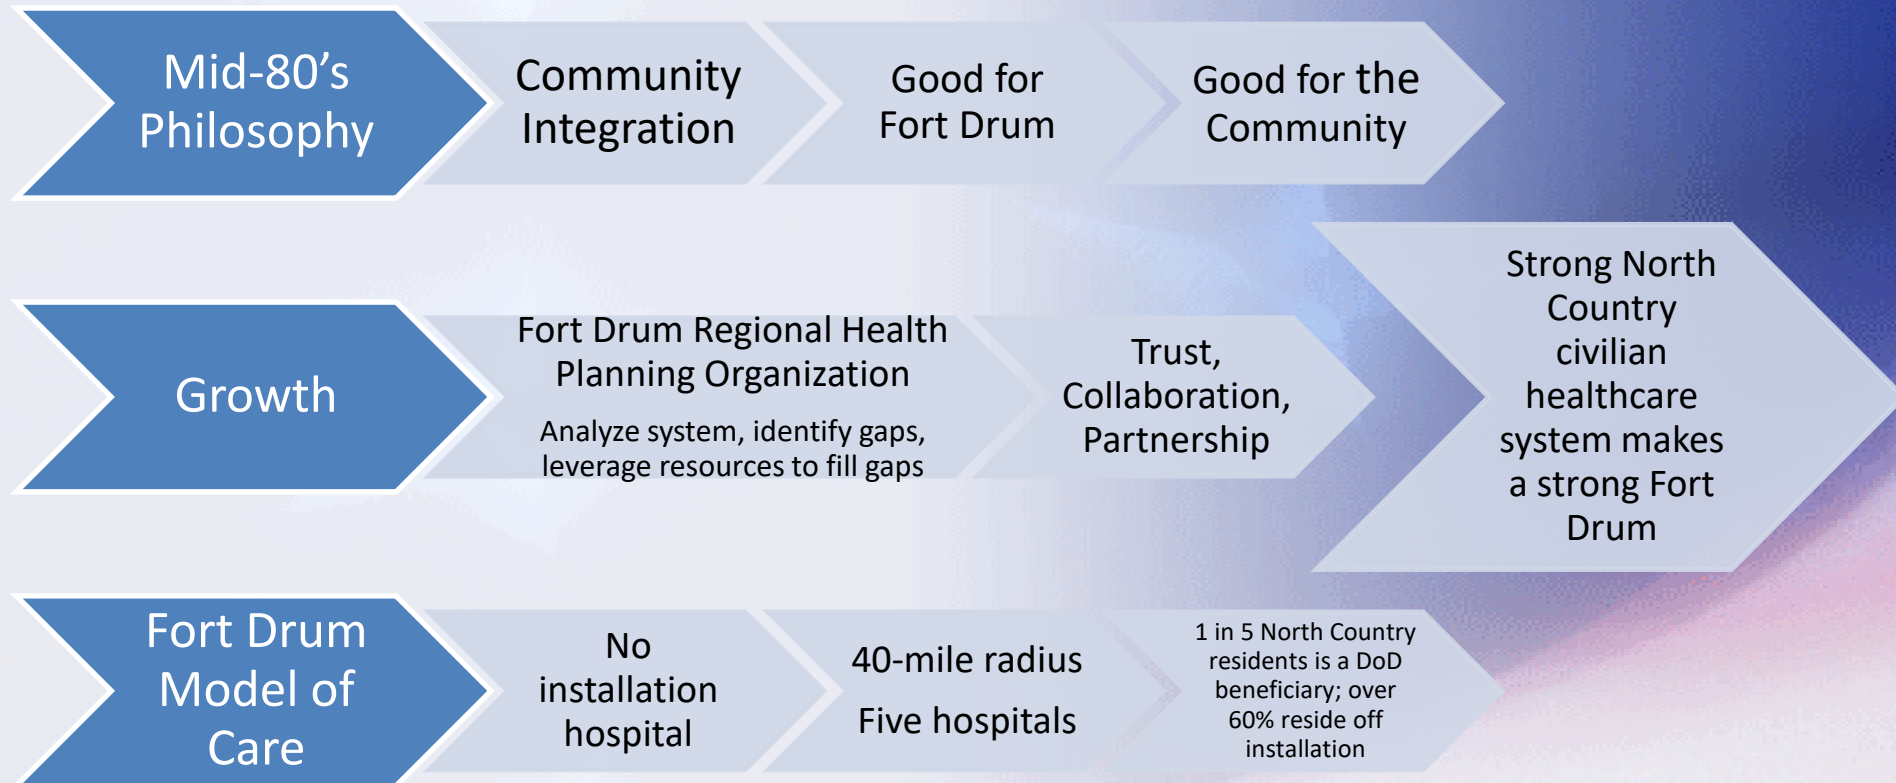 Mid-80’s
Philosophy
Community
Integration
Good for
Fort Drum
Good for the
Community
Growth
Fort Drum Regional Health
Planning Organization
Analyze system, identify gaps,
leverage resources to fill gaps
Trust,
Collaboration,
Partnership
Strong North
Country
civilian
healthcare
system makes
a strong Fort
Drum
Fort Drum
Model of
Care
No
installation
hospital
40-mile radius
Five hospitals
1 in 5 North Country
residents is a DoD
beneficiary; over
60% reside off
installation